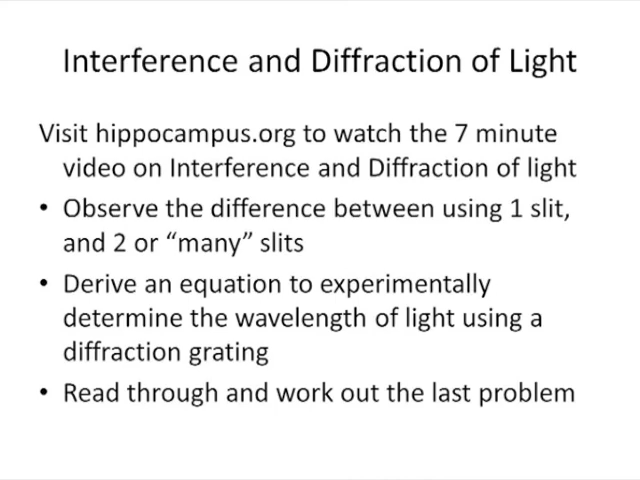 Interference and Diffraction of Light
Visit hippocampus.org to watch the 7 minute
video on Interference and Diffraction of light
• Observe the difference between using 1 slit,
and 2 or “many” slits
• Derive an equation to experimentally
determine the wavelength of light using a
diffraction grating
• Read through and work out the last problem